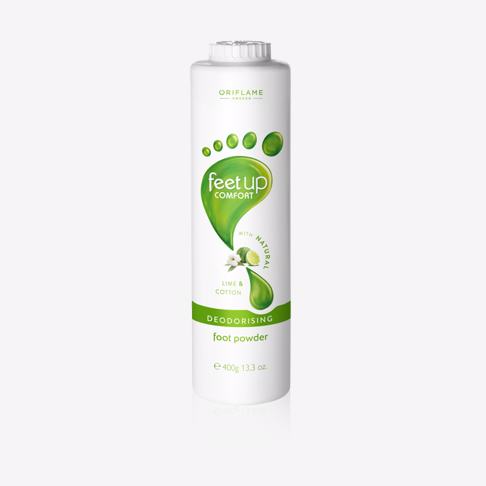 ORIFLAME
SWEDEN
feet up
COMFORT
WITH NATURAL
LIME &
COTTON
DEODORISING
foot powder
℮ 400g 13.3 oz.